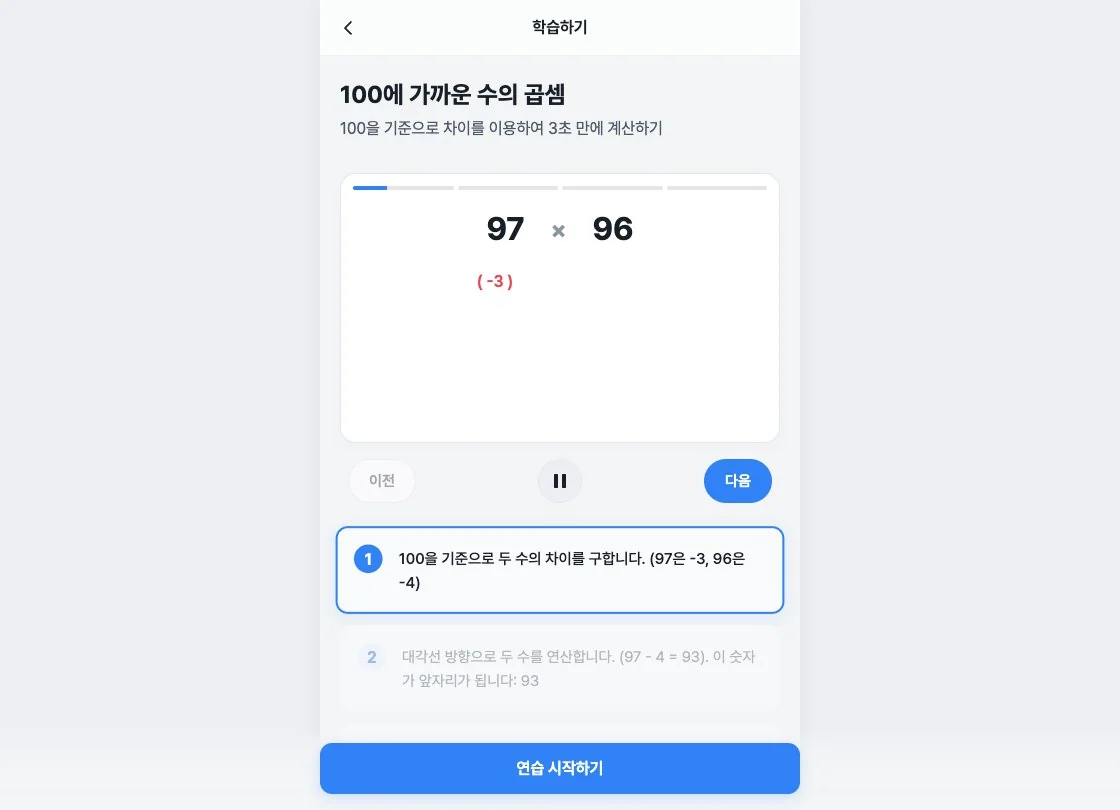 학습하기
100에 가까운 수의 곱셈
100을 기준으로 차이를 이용하여 3초 만에 계산하기
97 × 96
( -3 )
이전
다음
1
100을 기준으로 두 수의 차이를 구합니다. (97은 -3, 96은
-4)
2
대각선 방향으로 두 수를 연산합니다. (97 - 4 = 93). 이 숫자
가 앞자리가 됩니다: 93
연습 시작하기